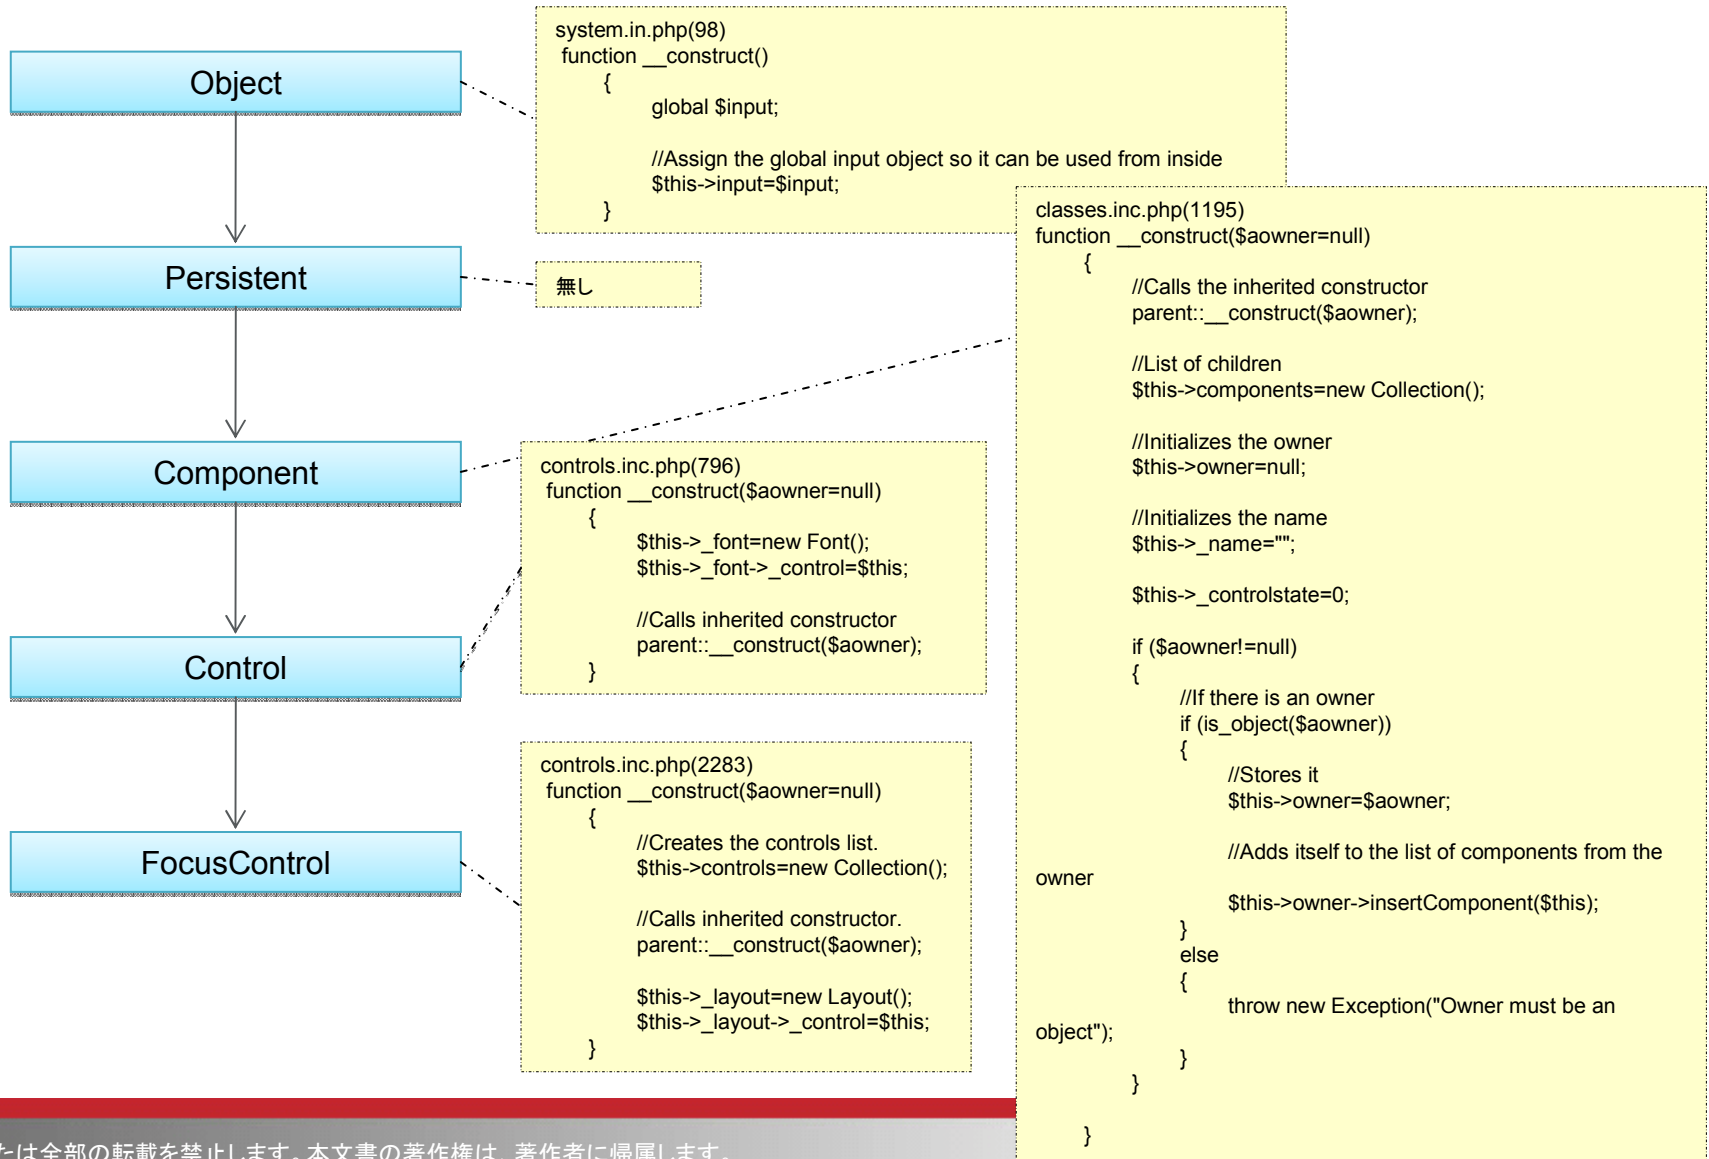 Object
Persistent
Component
Control
FocusControl
system.in.php(98)
function __construct()
{
global $input;
//Assign the global input object so it can be used from inside
$this->input=$input;
}
無し
controls.inc.php(796)
function __construct($aowner=null)
{
$this->_font=new Font();
$this->_font->_control=$this;
//Calls inherited constructor
parent::__construct($aowner);
}
controls.inc.php(2283)
function __construct($aowner=null)
{
//Creates the controls list.
$this->controls=new Collection();
//Calls inherited constructor.
parent::__construct($aowner);
$this->_layout=new Layout();
$this->_layout->_control=$this;
}
classes.inc.php(1195)
function __construct($aowner=null)
{
//Calls the inherited constructor
parent::__construct($aowner);
//List of children
$this->components=new Collection();
//Initializes the owner
$this->owner=null;
//Initializes the name
$this->_name="";
$this->_controlstate=0;
if ($aowner!=null)
{
//If there is an owner
if (is_object($aowner))
{
//Stores it
$this->owner=$aowner;
//Adds itself to the list of components from the
owner
$this->owner->insertComponent($this);
}
else
{
throw new Exception("Owner must be an
object");
}
}
}
たは全部の転載を禁止します。本文書の著作権は、著作者に帰属します。